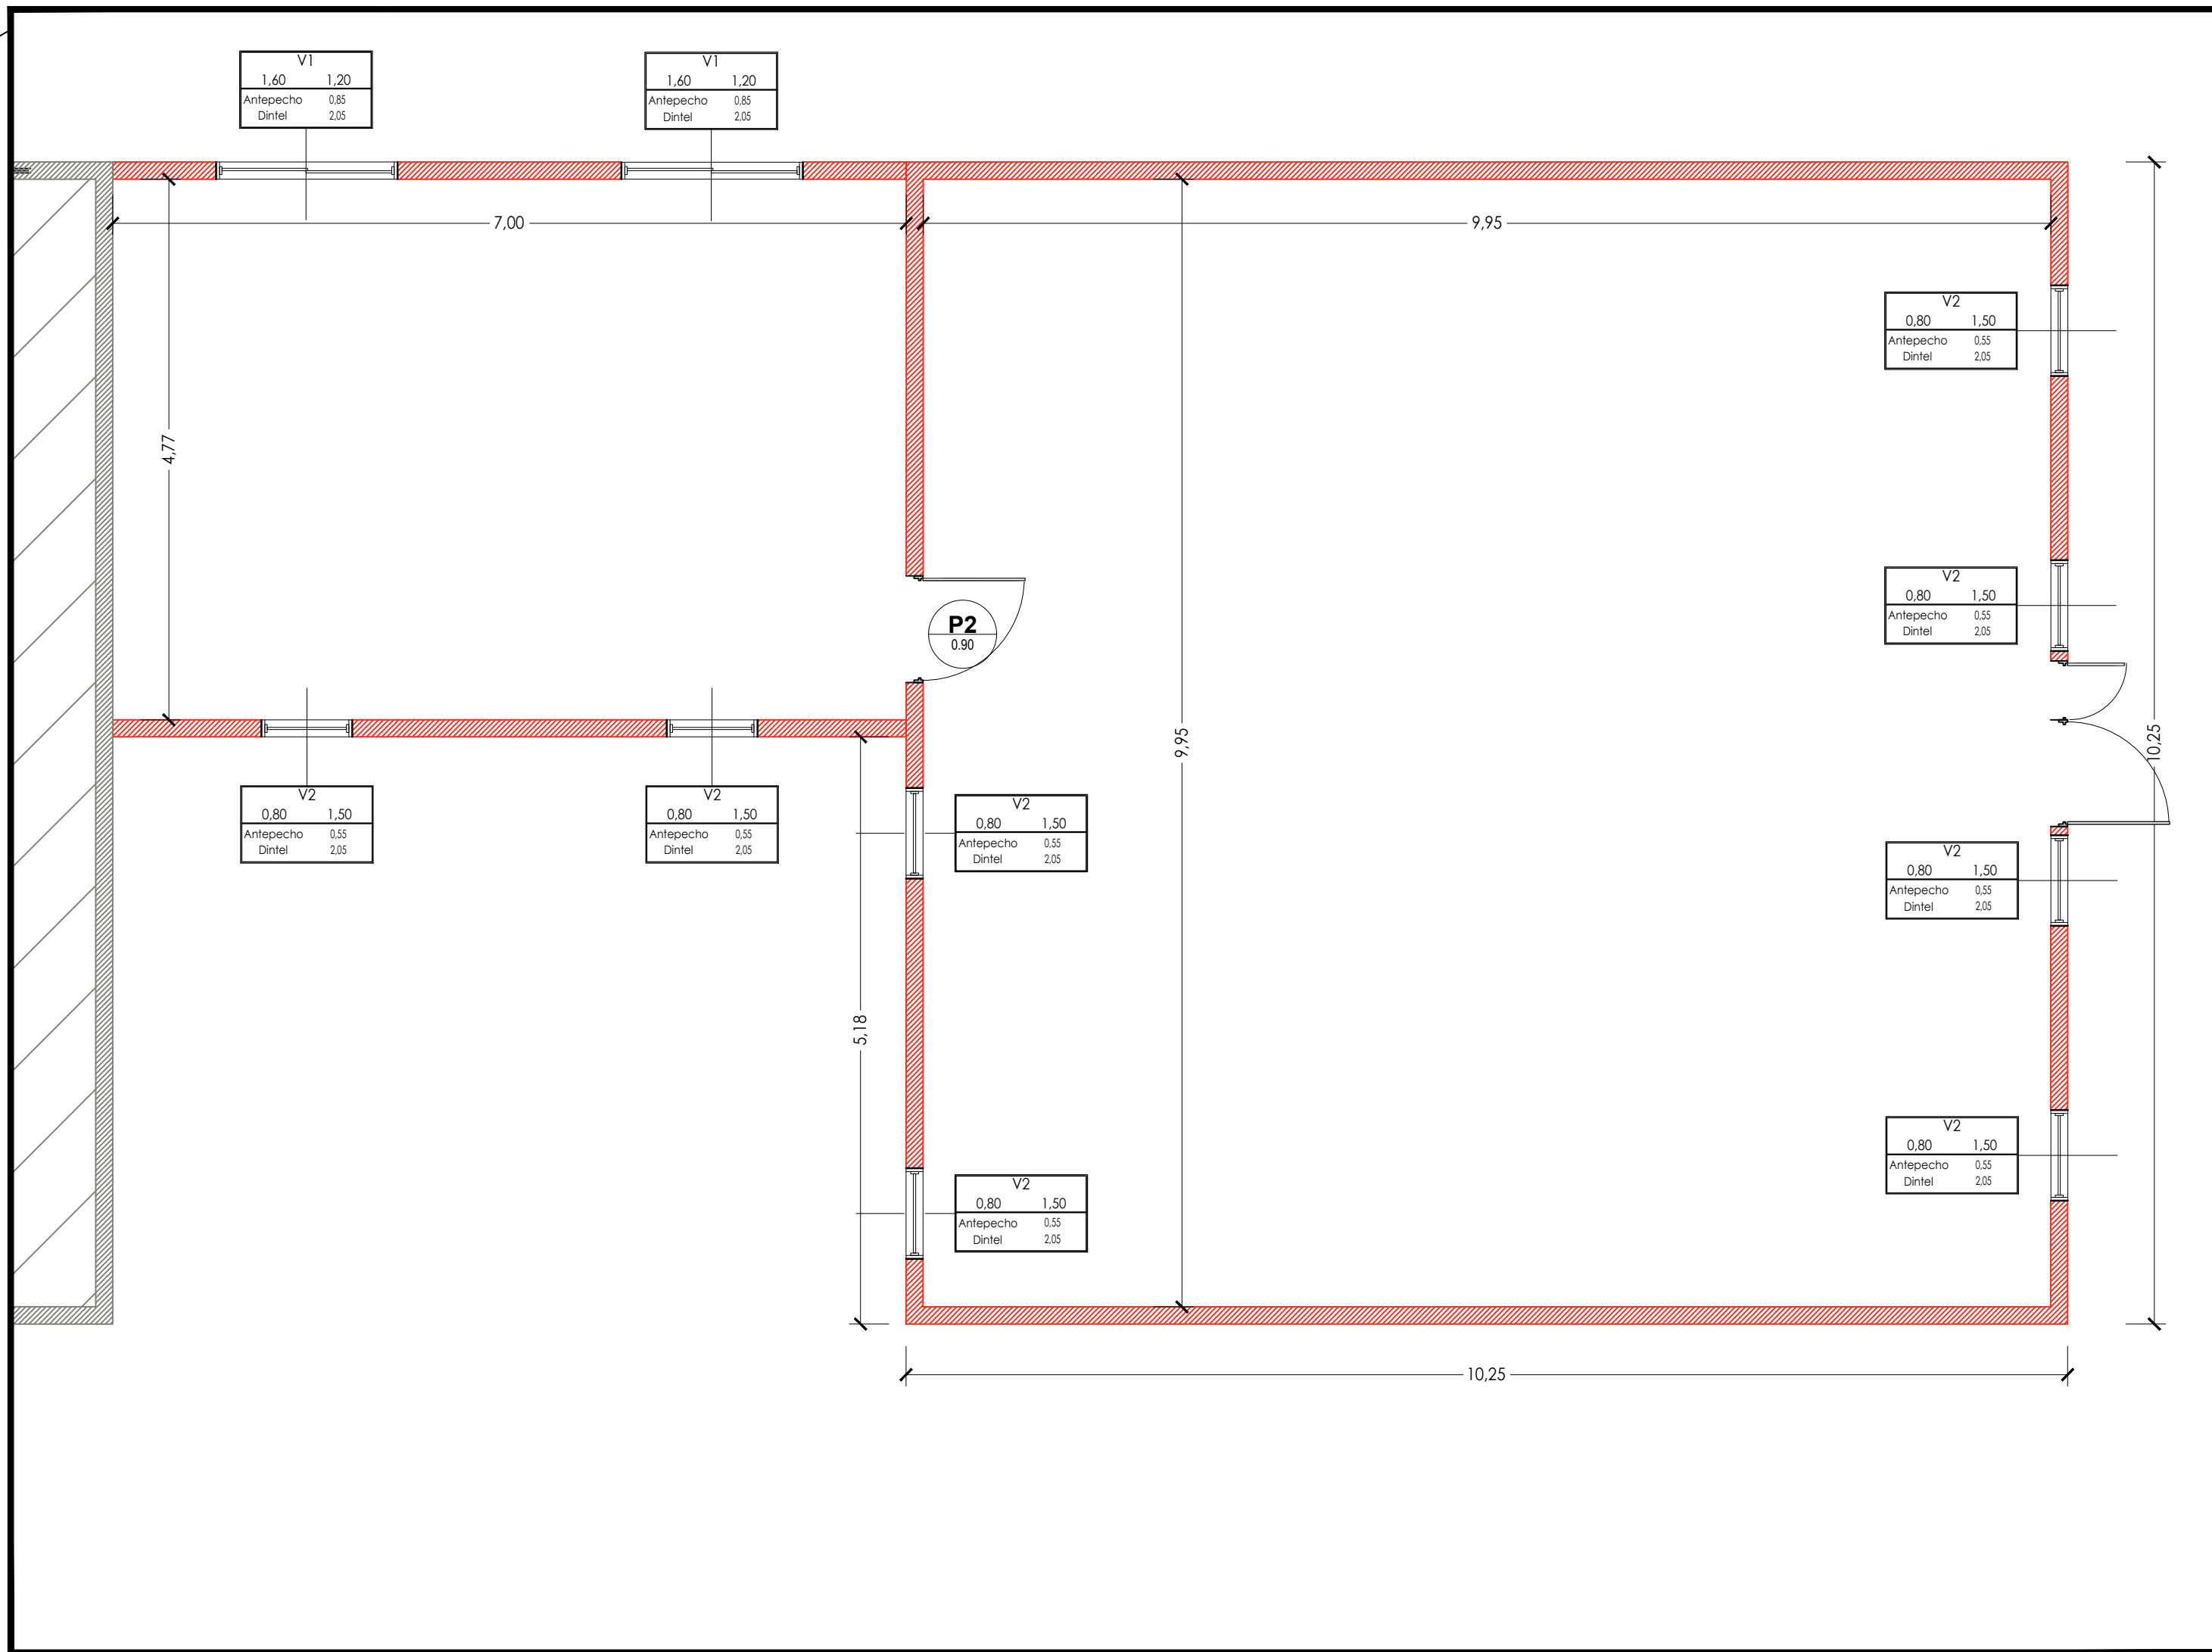 V1
1,60 1,20
Antepecho 0,85
Dintel 2,05
V1
1,60 1,20
Antepecho 0,85
Dintel 2,05
7,00
9,95
V2
0,80 1,50
Antepecho 0,55
Dintel 2,05
4,77
V2
0,80 1,50
Antepecho 0,55
Dintel 2,05
P2
0.90
9,95
10,25
V2
0,80 1,50
Antepecho 0,55
Dintel 2,05
V2
0,80 1,50
Antepecho 0,55
Dintel 2,05
V2
0,80 1,50
Antepecho 0,55
Dintel 2,05
V2
0,80 1,50
Antepecho 0,55
Dintel 2,05
5,18
V2
0,80 1,50
Antepecho 0,55
Dintel 2,05
V2
0,80 1,50
Antepecho 0,55
Dintel 2,05
10,25